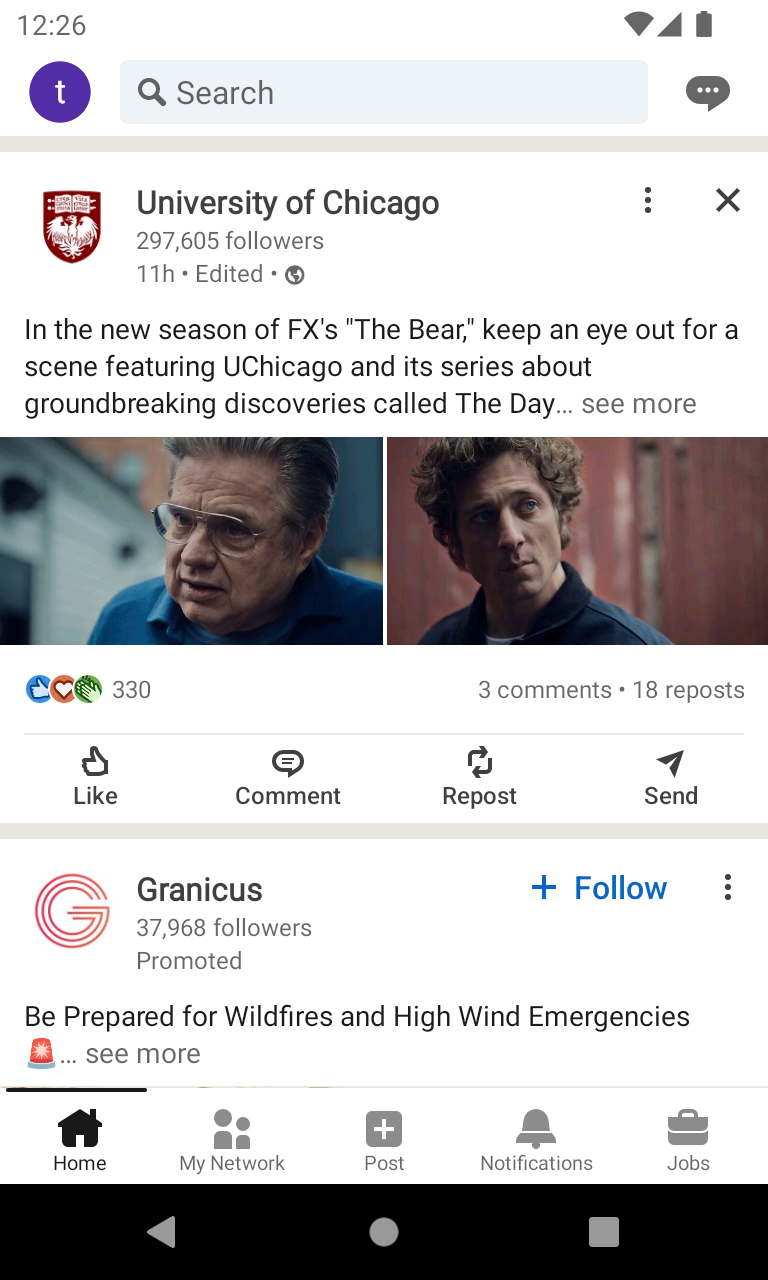 12:26
t
Search
University of Chicago
297,605 followers
11h • Edited •
In the new season of FX's "The Bear," keep an eye out for a
scene featuring UChicago and its series about
groundbreaking discoveries called The Day… see more
330
3 comments • 18 reposts
Like
Comment
Repost
Send
Granicus
+ Follow
37,968 followers
Promoted
Be Prepared for Wildfires and High Wind Emergencies
🚨… see more
Home
My Network
Post
Notifications
Jobs